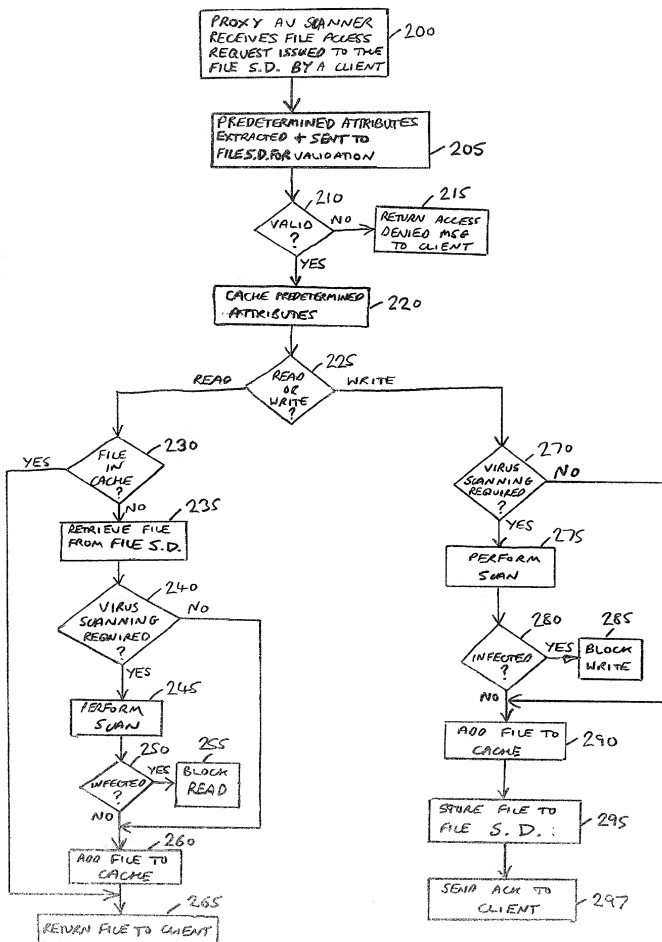 PROXY AV SCANNER
RECEIVES FILE ACCESS
REQUEST ISSUED TO THE
FILE S.D. BY A CLIENT
200
PREDETERMINED ATTRIBUTES
EXTRACTED + SENT TO
FILE S.D. FOR VALIDATION
205
210
VALID
?
NO
YES
215
RETURN ACCESS
DENIED MSG
TO CLIENT
CACHE PREDETERMINED
ATTRIBUTES
220
225
READ
OR
WRITE
?
READ
WRITE
230
FILE
IN
CACHE
?
YES
NO
235
RETRIEVE FILE
FROM FILE S.D.
240
VIRUS
SCANNING
REQUIRED
?
NO
YES
245
PERFORM
SCAN
250
INFECTED
?
YES
NO
255
BLOCK
READ
260
ADD FILE TO
CACHE
265
RETURN FILE TO CLIENT
270
VIRUS
SCANNING
REQUIRED
?
NO
YES
275
PERFORM
SCAN
280
INFECTED
?
YES
NO
285
BLOCK
WRITE
ADD FILE TO
CACHE
290
STORE FILE TO
FILE S.D.
295
SEND ACK TO
CLIENT
297